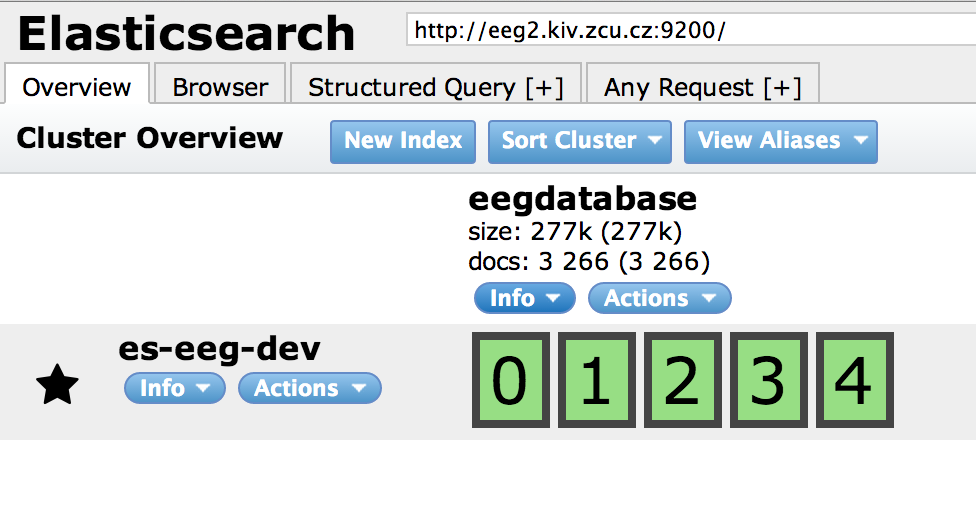 Elasticsearch http://eeg2.kiv.zcu.cz:9200/
Overview Browser Structured Query [+] Any Request [+]
Cluster Overview New Index Sort Cluster View Aliases
eegdatabase
size: 277k (277k)
docs: 3 266 (3 266)
Info Actions
es-eeg-dev
Info Actions
0 1 2 3 4